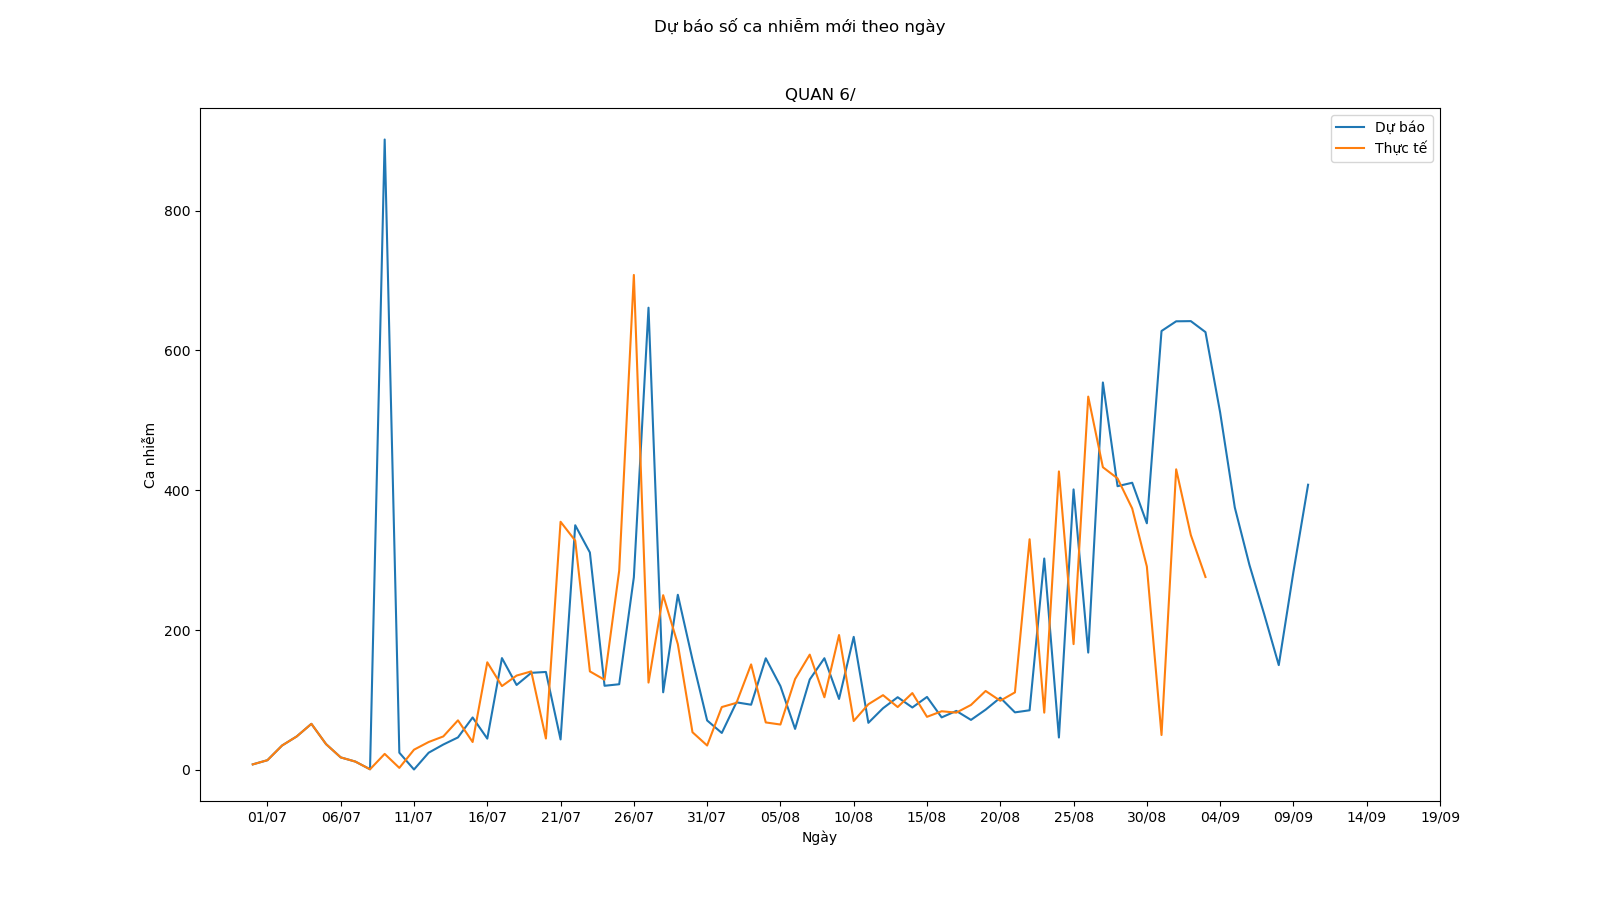 Dự báo số ca nhiễm mới theo ngày
QUAN 6/
Dự báo
Thực tế
800
600
400
200
0
Ca nhiễm
01/07 06/07 11/07 16/07 21/07 26/07 31/07 05/08 10/08 15/08 20/08 25/08 30/08 04/09 09/09 14/09 19/09
Ngày